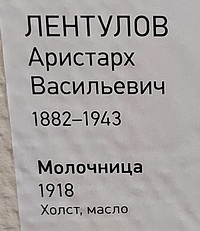 ЛЕНТУЛОВ
Аристарх
Васильевич
1882–1943
Молочница
1918
Холст, масло